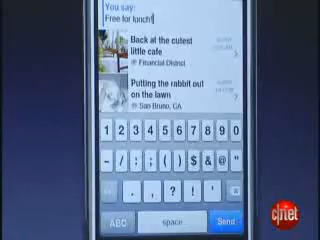 You say:
Free for lunch?
Back at the cutest
little cafe
@ Financial District
Putting the rabbit out
on the lawn
@ San Bruno, CA
1 2 3 4 5 6 7 8 9 0
- / : ; ( ) $ & @ "
. , ? ! '
ABC space Send
c|net